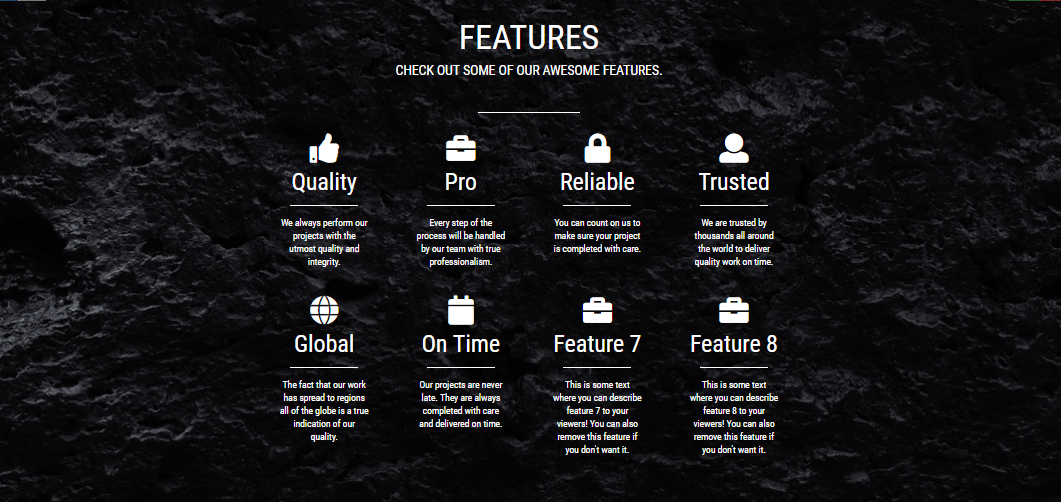 FEATURES
CHECK OUT SOME OF OUR AWESOME FEATURES.
Quality
We always perform our
projects with the
utmost quality and
integrity.
Pro
Every step of the
process will be handled
by our team with true
professionalism.
Reliable
You can count on us to
make sure your project
is completed with care.
Trusted
We are trusted by
thousands all around
the world to deliver
quality work on time.
Global
The fact that our work
has spread to regions
all of the globe is a true
indication of our
quality.
On Time
Our projects are never
late. They are always
completed with care
and delivered on time.
Feature 7
This is some text
where you can describe
feature 7 to your
viewers! You can also
remove this feature if
you don't want it.
Feature 8
This is some text
where you can describe
feature 8 to your
viewers! You can also
remove this feature if
you don't want it.